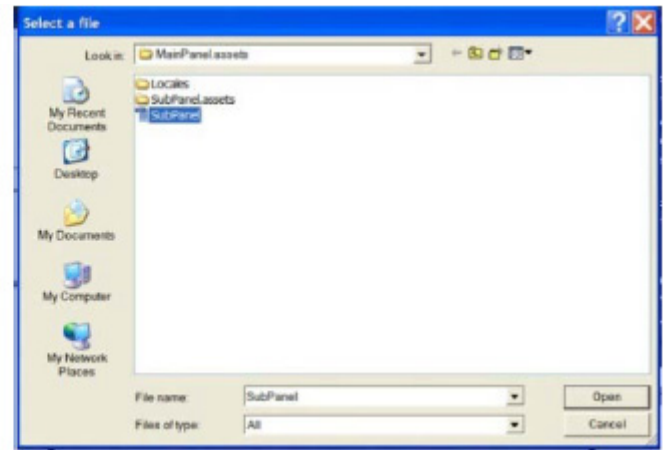 Select a file
Look in: MainPanel.assets
Locales
SubPanel.assets
SubPanel
My Recent
Documents
Desktop
My Documents
My Computer
My Network
Places
File name: SubPanel Open
Files of type: All Cancel